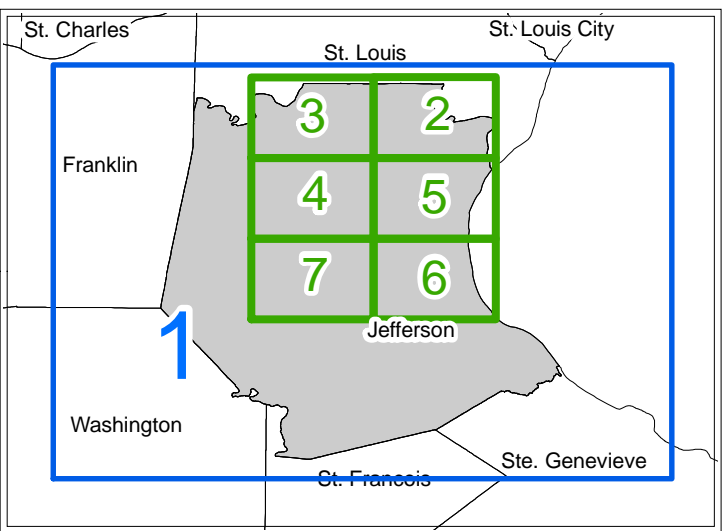 St. Charles
St. Louis City
St. Louis
3
2
Franklin
4
5
7
6
Jefferson
1
Washington
Ste. Genevieve
St. Francois